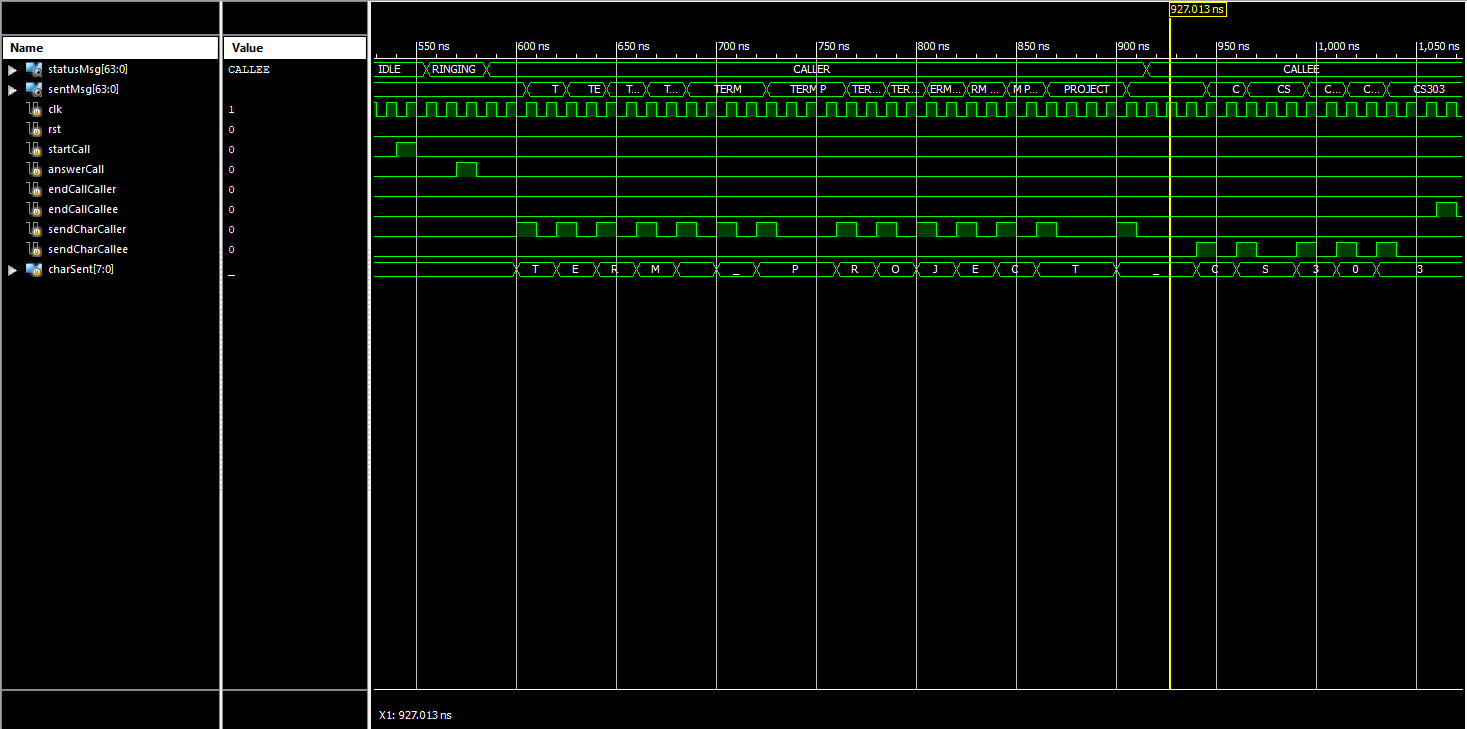 927.013 ns
Name Value 550 ns 600 ns 650 ns 700 ns 750 ns 800 ns 850 ns 900 ns 950 ns 1,000 ns 1,050 ns
statusMsg[63:0] CALLEE IDLE RINGING CALLER CALLEE
sentMsg[63:0] T TE T... T... TERM TERM P TER... TER... ERM... RM ... M P... PROJECT C CS C... C... CS303
clk 1
rst 0
startCall 0
answerCall 0
endCallCaller 0
endCallCallee 0
sendCharCaller 0
sendCharCallee 0
charSent[7:0] _ T E R M _ P R O J E C T _ C S 3 0 3
X1: 927.013 ns